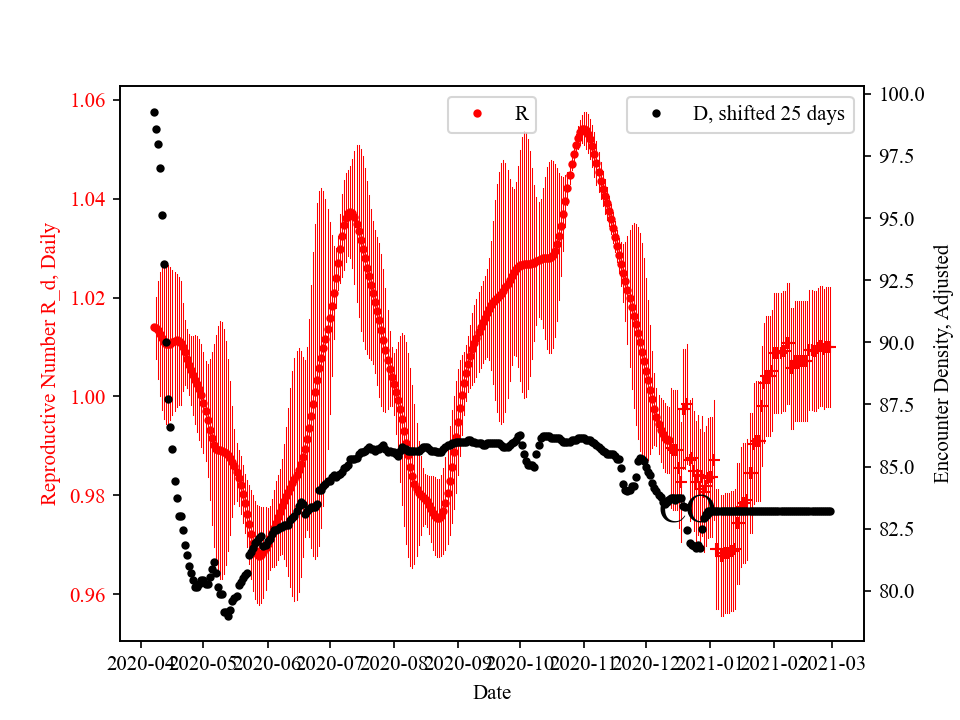 R
D, shifted 25 days
1.06
1.04
1.02
1.00
0.98
0.96
Reproductive Number R_d, Daily
100.0
97.5
95.0
92.5
90.0
87.5
85.0
82.5
80.0
Encounter Density, Adjusted
C O
2020-04 2020-05 2020-06 2020-07 2020-08 2020-09 2020-10 2020-11 2020-12 2021-01 2021-02 2021-03
Date